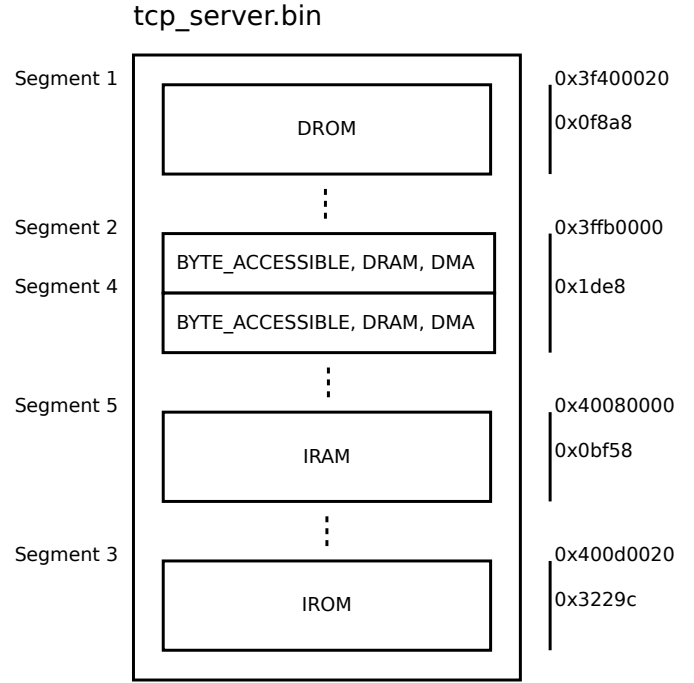 tcp_server.bin
Segment 1
0x3f400020
DROM
0x0f8a8
Segment 2
0x3ffb0000
BYTE_ACCESSIBLE, DRAM, DMA
Segment 4
0x1de8
BYTE_ACCESSIBLE, DRAM, DMA
Segment 5
0x40080000
IRAM
0x0bf58
Segment 3
0x400d0020
IROM
0x3229c